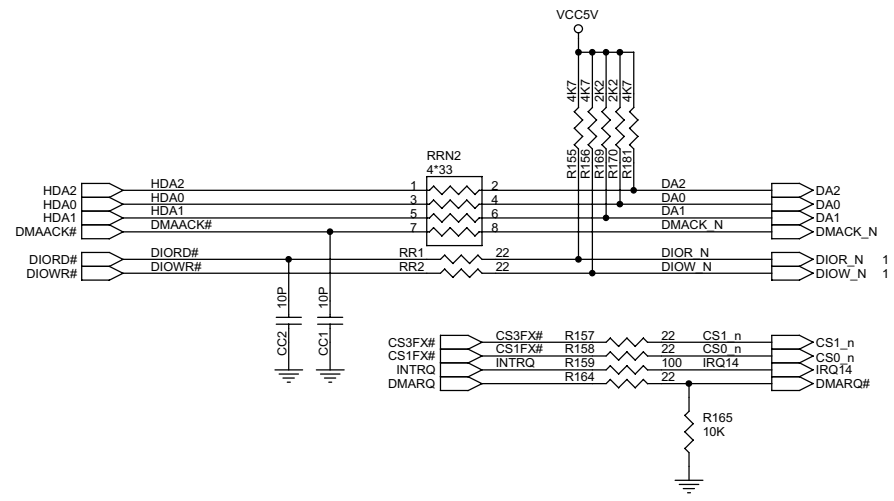 VCC5V
4K7
4K7
2K2
2K2
4K7
R155
R156
R169
R170
R181
RRN2
4*33
HDA2 HDA2 1 2 DA2 DA2
HDA0 HDA0 3 4 DA0 DA0
HDA1 HDA1 5 6 DA1 DA1
DMAACK# DMAACK# 7 8 DMACK_N DMACK_N
DIORD# DIORD# RR1 22 DIOR_N DIOR_N 1
DIOWR# DIOWR# RR2 22 DIOW_N DIOW_N 1
10P
CC2
10P
CC1
CS3FX# CS3FX# R157 22 CS1_n CS1_n
CS1FX# CS1FX# R158 22 CS0_n CS0_n
INTRQ INTRQ R159 100 IRQ14 IRQ14
DMARQ R164 22 DMARQ#
R165
10K